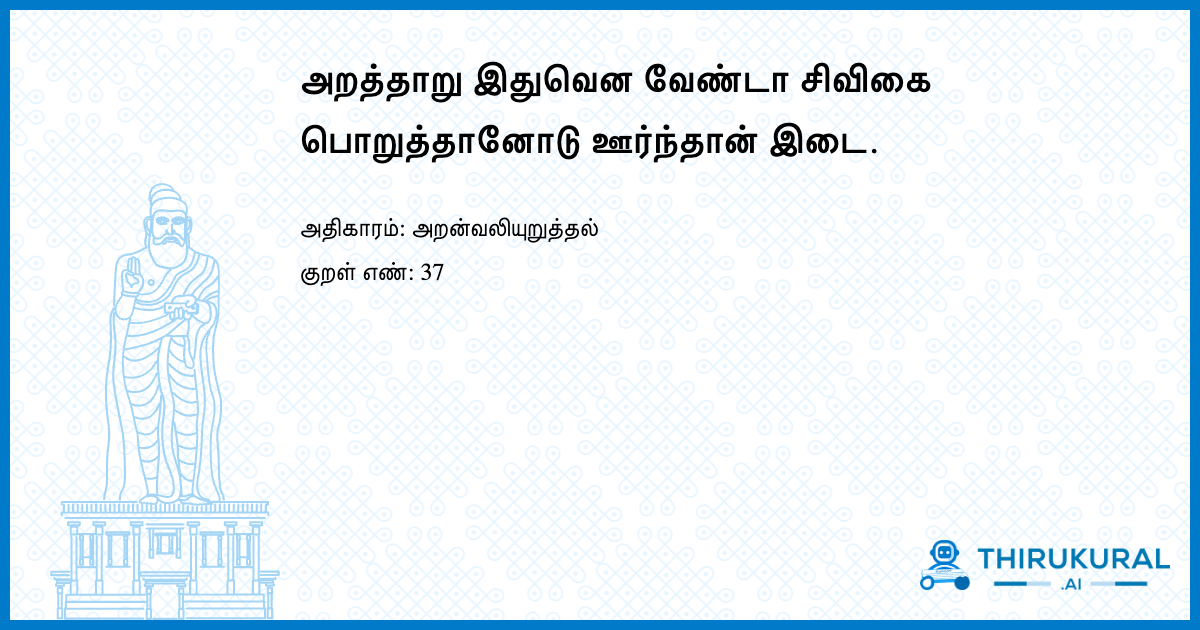 அறத்தாறு இதுவென வேண்டா சிவிகை
பொறுத்தானோடு ஊர்ந்தான் இடை.
அதிகாரம்: அறன்வலியுறுத்தல்
குறள் எண்: 37
THIRUKURAL
.AI